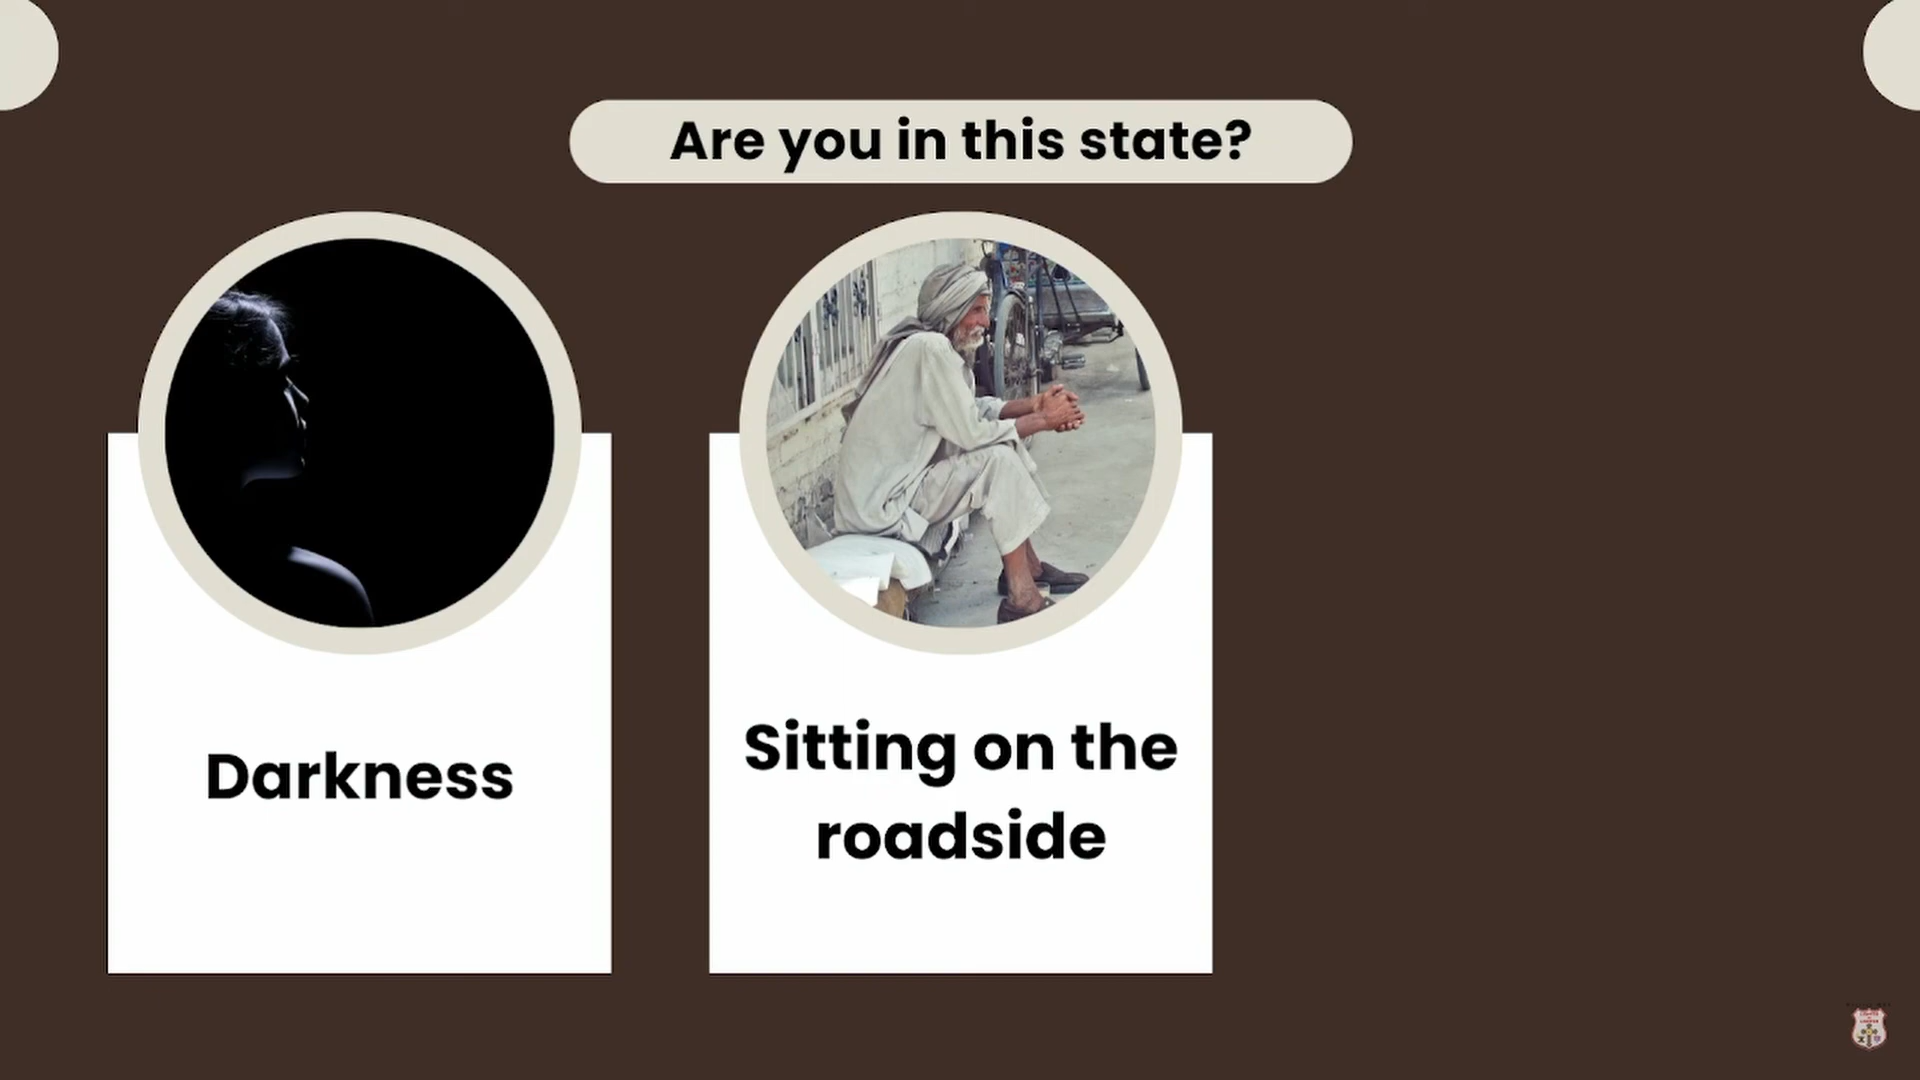 Are you in this state?
Darkness
Sitting on the
roadside